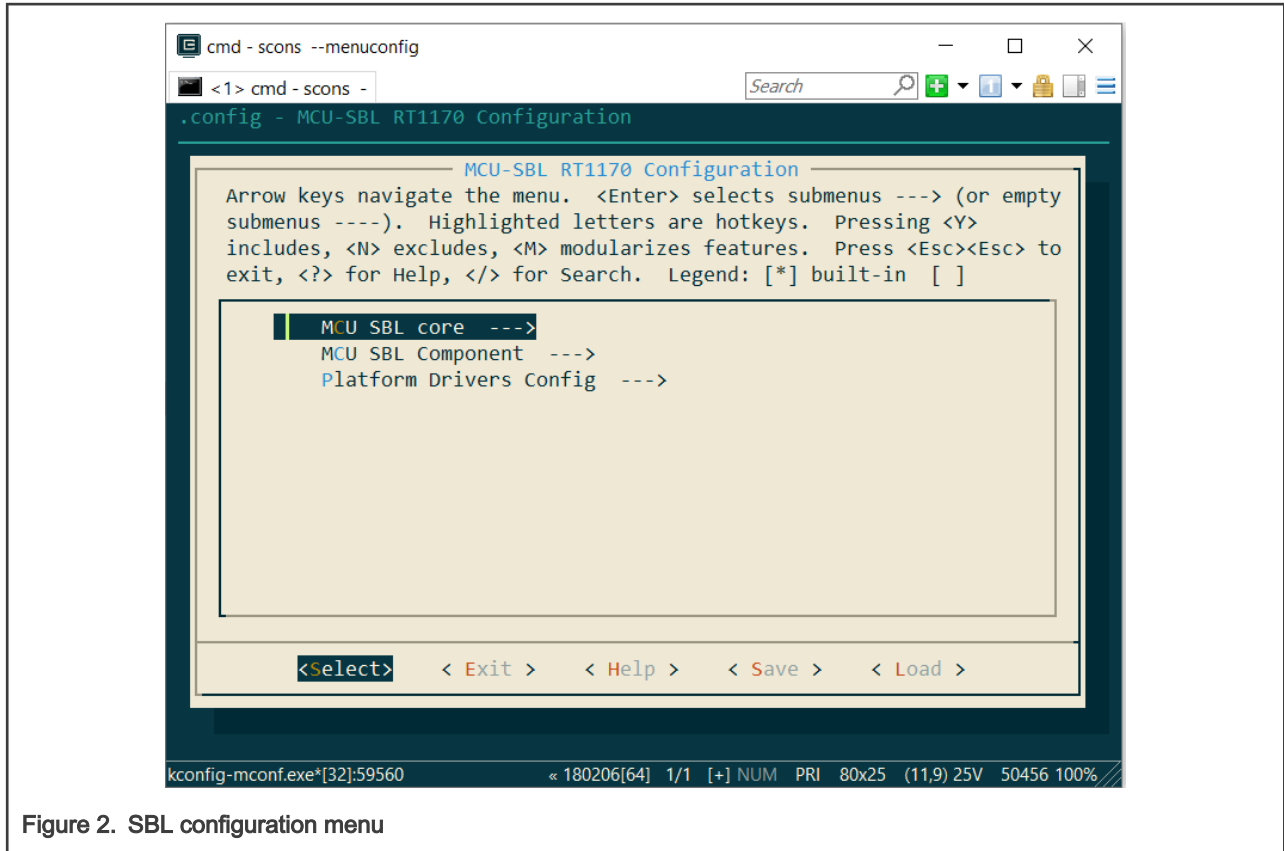 cmd - scons  --menuconfig
<1> cmd - scons  -
Search
.config - MCU-SBL RT1170 Configuration
MCU-SBL RT1170 Configuration
Arrow keys navigate the menu.  <Enter> selects submenus ---> (or empty
submenus ----).  Highlighted letters are hotkeys.  Pressing <Y>
includes, <N> excludes, <M> modularizes features.  Press <Esc><Esc> to
exit, <?> for Help, </> for Search.  Legend: [*] built-in  [ ]
MCU SBL core  --->
MCU SBL Component  --->
Platform Drivers Config  --->
<Select>    < Exit >    < Help >    < Save >    < Load >
kconfig-mconf.exe*[32]:59560    « 180206[64]  1/1  [+] NUM  PRI  80x25  (11,9) 25V  50456 100%
Figure 2.  SBL configuration menu